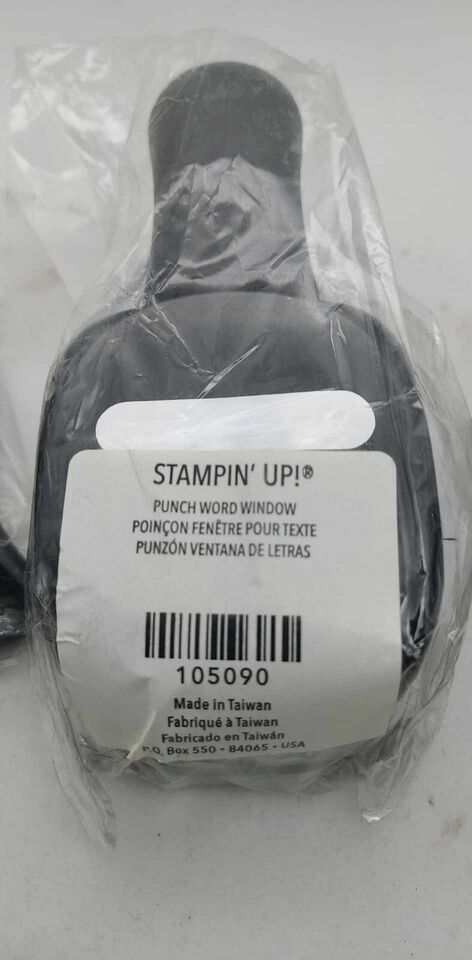 STAMPIN' UP!®
PUNCH WORD WINDOW
POINÇON FENÊTRE POUR TEXTE
PUNZÓN VENTANA DE LETRAS
105090
Made in Taiwan
Fabriqué à Taiwan
Fabricado en Taiwán
P.O. Box 550 - 84065 - USA